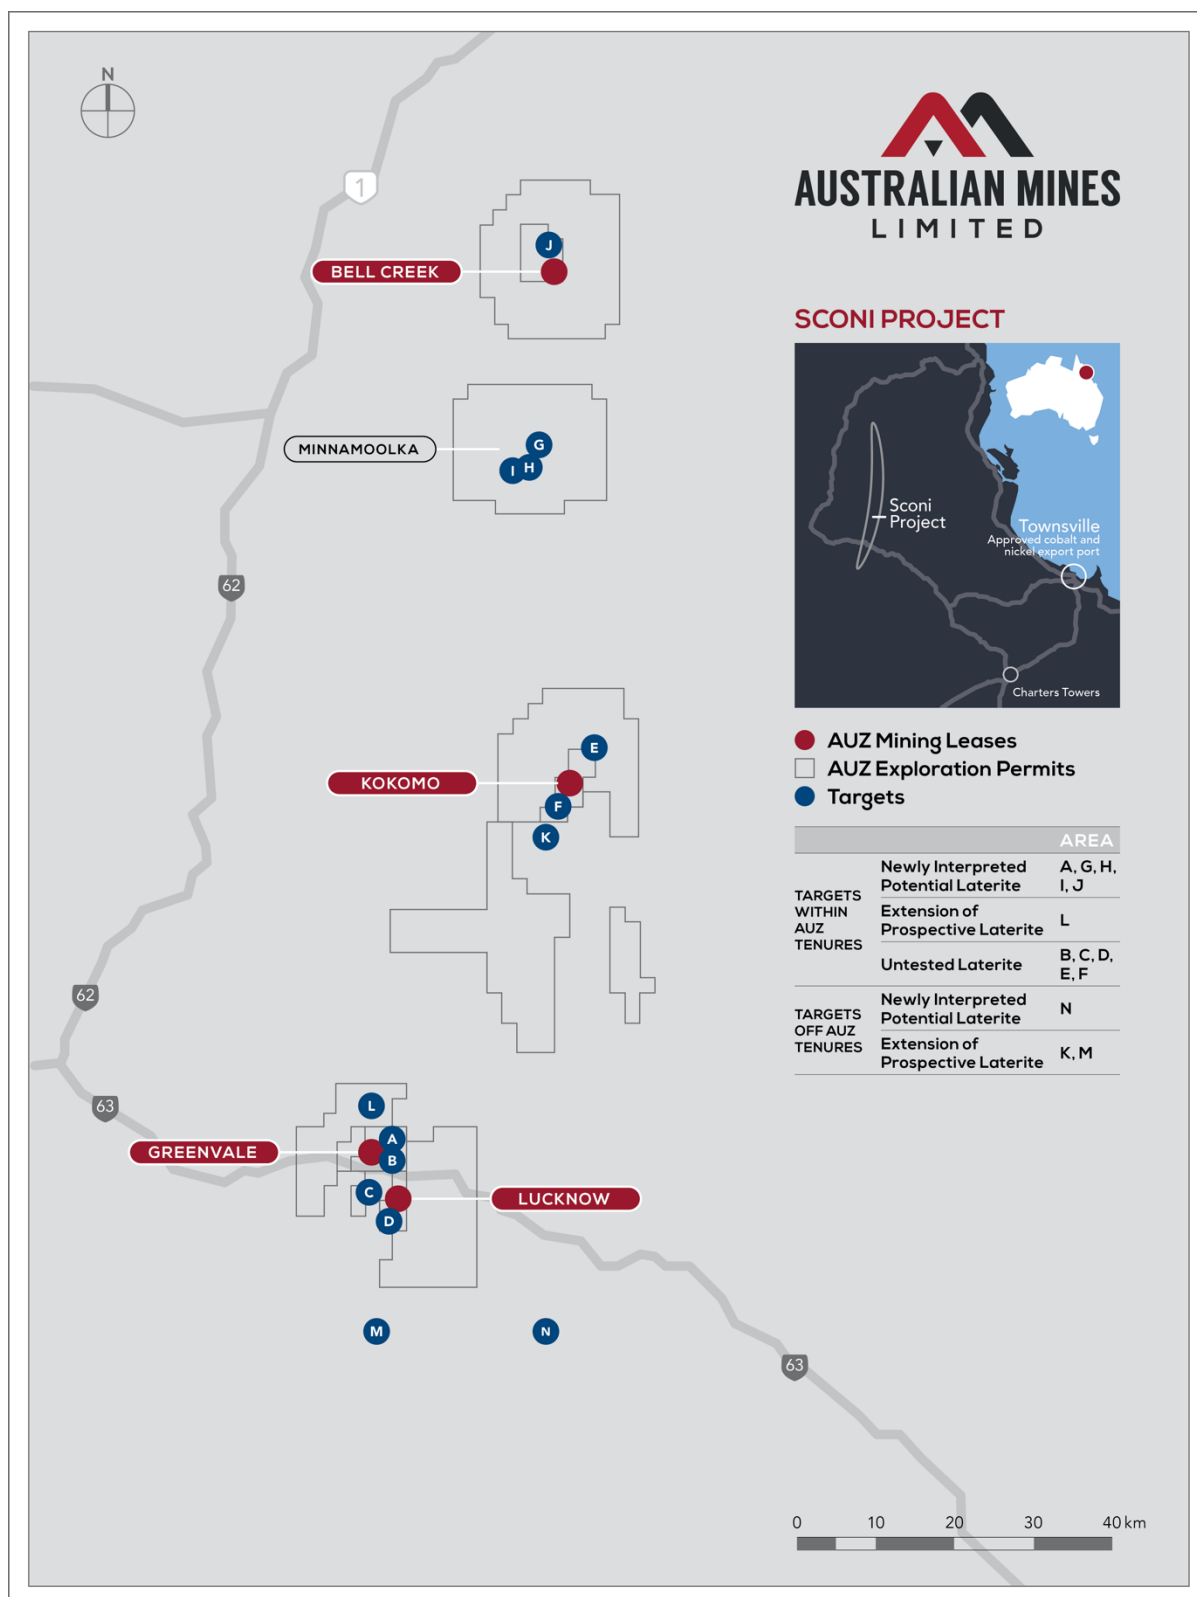 N
1
AUSTRALIAN MINES
LIMITED
J
BELL CREEK
SCONI PROJECT
MINNAMOOLKA
G
H
I
Sconi
Project
Townsville
Approved cobalt and
nickel export port
Charters Towers
62
E
KOKOMO
F
K
AUZ Mining Leases
AUZ Exploration Permits
Targets
AREA
TARGETS
WITHIN
AUZ
TENURES
Newly Interpreted
Potential Laterite
A, G, H,
I, J
Extension of
Prospective Laterite
L
Untested Laterite
B, C, D,
E, F
TARGETS
OFF AUZ
TENURES
Newly Interpreted
Potential Laterite
N
Extension of
Prospective Laterite
K, M
62
63
L
A
GREENVALE
B
C
LUCKNOW
D
M
N
63
0 10 20 30 40 km